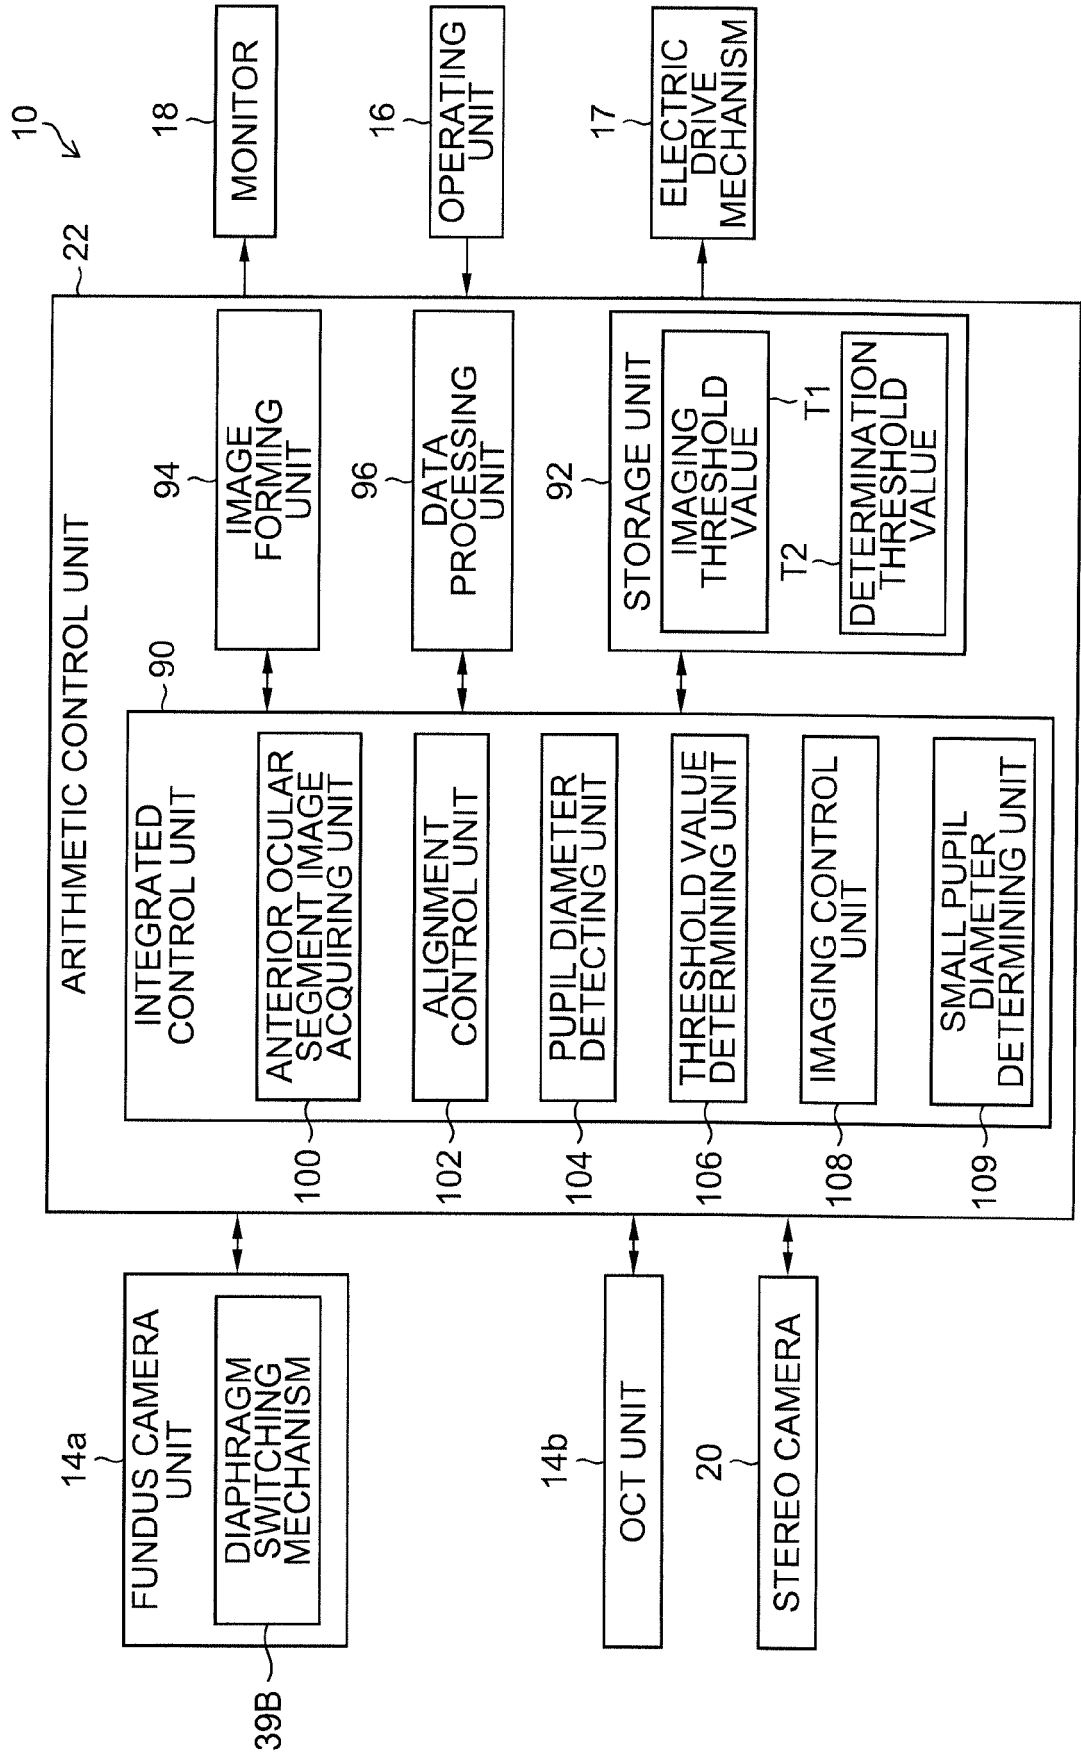 10
22
ARITHMETIC CONTROL UNIT
14a
FUNDUS CAMERA
UNIT
DIAPHRAGM
SWITCHING
MECHANISM
39B
14b
OCT UNIT
20
STEREO CAMERA
90
INTEGRATED
CONTROL UNIT
100
ANTERIOR OCULAR
SEGMENT IMAGE
ACQUIRING UNIT
102
ALIGNMENT
CONTROL UNIT
104
PUPIL DIAMETER
DETECTING UNIT
106
THRESHOLD VALUE
DETERMINING UNIT
108
IMAGING CONTROL
UNIT
109
SMALL PUPIL
DIAMETER
DETERMINING UNIT
94
IMAGE
FORMING
UNIT
96
DATA
PROCESSING
UNIT
92
STORAGE UNIT
IMAGING
THRESHOLD
VALUE
T1
T2
DETERMINATION
THRESHOLD
VALUE
18
MONITOR
16
OPERATING
UNIT
17
ELECTRIC
DRIVE
MECHANISM